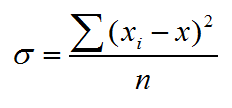 σ = ∑(xᵢ − x)² / n